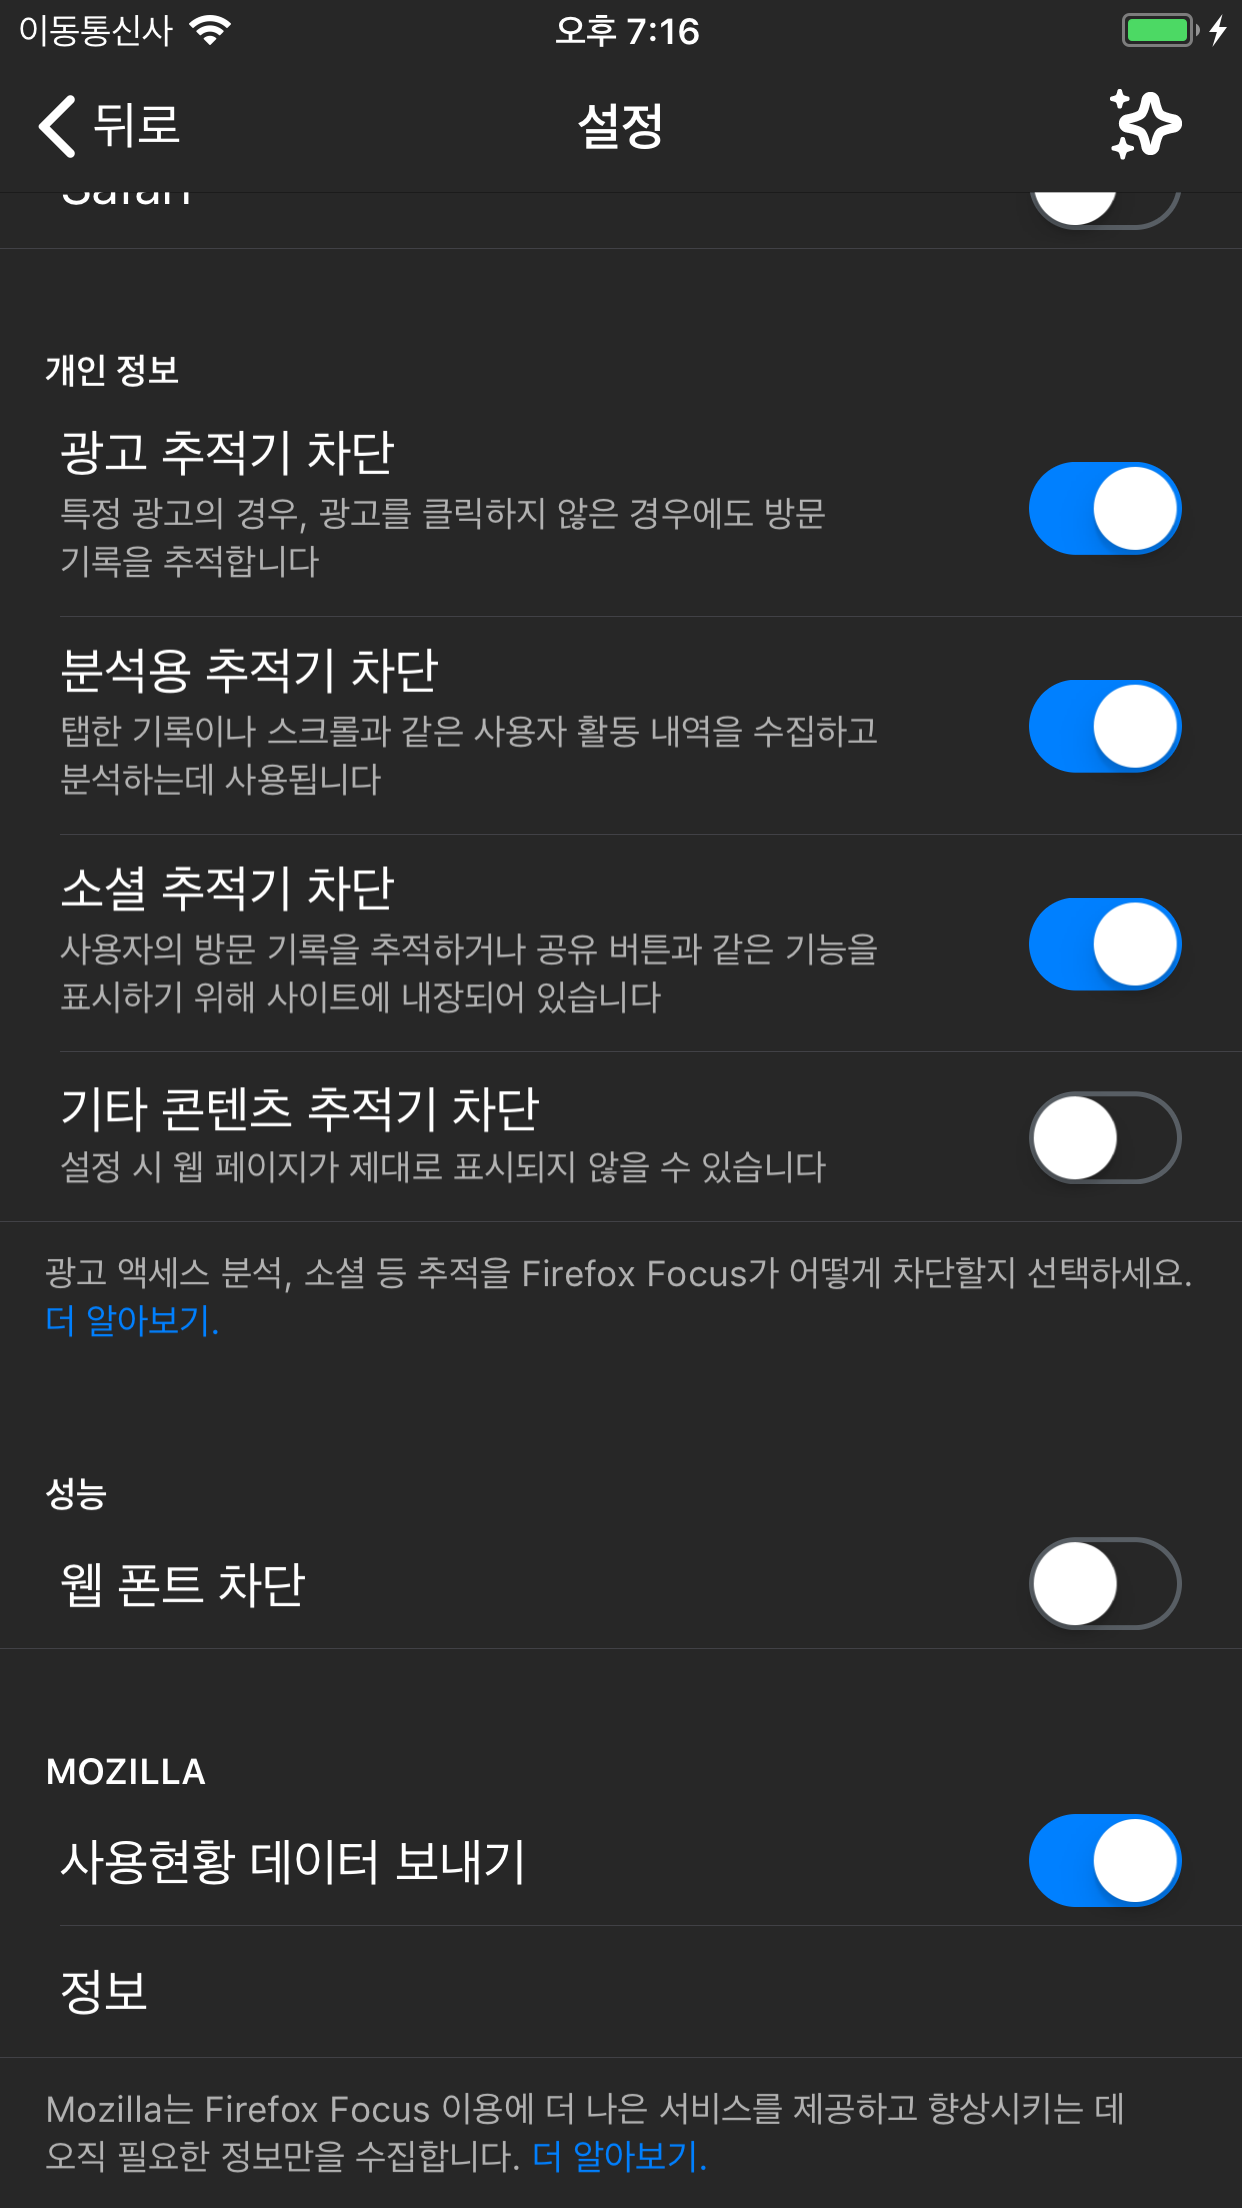 이동통신사
오후 7:16
뒤로
설정
Safari
개인 정보
광고 추적기 차단
특정 광고의 경우, 광고를 클릭하지 않은 경우에도 방문
기록을 추적합니다
분석용 추적기 차단
탭한 기록이나 스크롤과 같은 사용자 활동 내역을 수집하고
분석하는데 사용됩니다
소셜 추적기 차단
사용자의 방문 기록을 추적하거나 공유 버튼과 같은 기능을
표시하기 위해 사이트에 내장되어 있습니다
기타 콘텐츠 추적기 차단
설정 시 웹 페이지가 제대로 표시되지 않을 수 있습니다
광고 액세스 분석, 소셜 등 추적을 Firefox Focus가 어떻게 차단할지 선택하세요.
더 알아보기.
성능
웹 폰트 차단
MOZILLA
사용현황 데이터 보내기
정보
Mozilla는 Firefox Focus 이용에 더 나은 서비스를 제공하고 향상시키는 데
오직 필요한 정보만을 수집합니다. 더 알아보기.